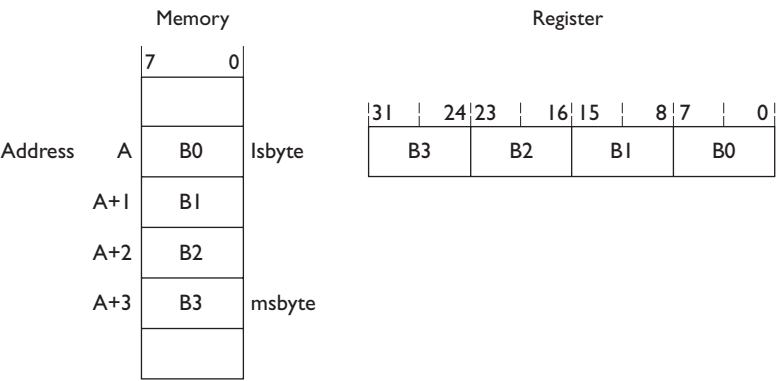 Memory
Register
7 0
31 24 23 16 15 8 7 0
Address A B0 lsbyte B3 B2 B1 B0
A+1 B1
A+2 B2
A+3 B3 msbyte